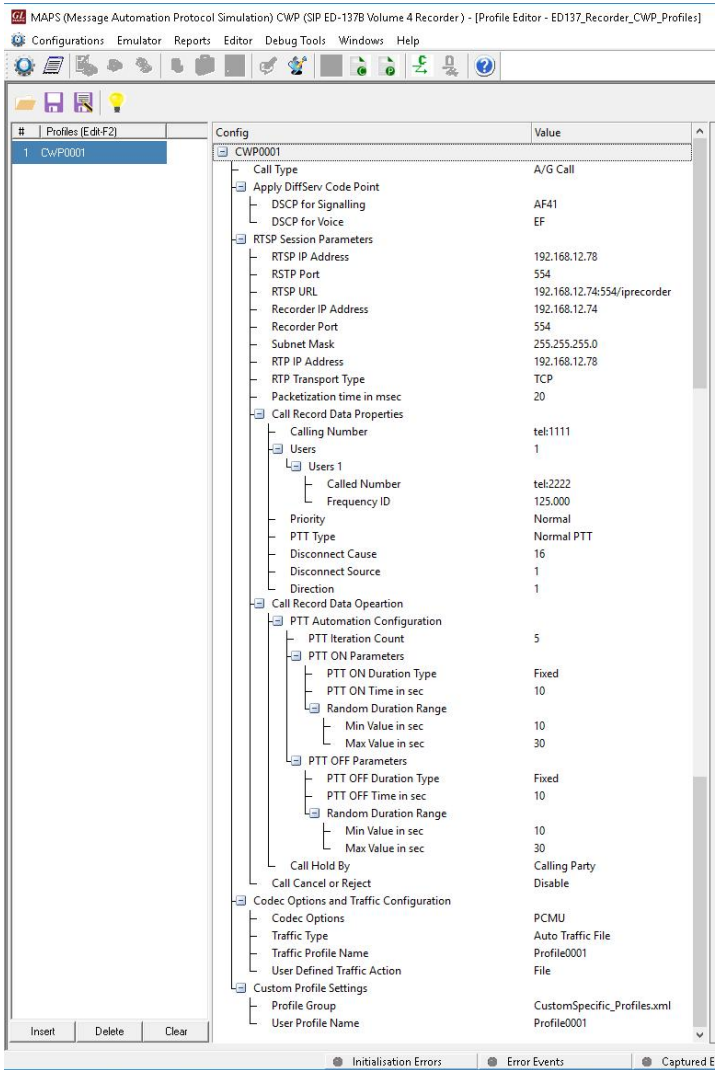 GL MAPS (Message Automation Protocol Simulation) CWP (SIP ED-137B Volume 4 Recorder ) - [Profile Editor - ED137_Recorder_CWP_Profiles]
Configurations Emulator Reports Editor Debug Tools Windows Help
# Profiles (Edit-F2)
1 CWP0001
Config Value
CWP0001
Call Type A/G Call
Apply DiffServ Code Point
DSCP for Signalling AF41
DSCP for Voice EF
RTSP Session Parameters
RTSP IP Address 192.168.12.78
RSTP Port 554
RTSP URL 192.168.12.74:554/iprecorder
Recorder IP Address 192.168.12.74
Recorder Port 554
Subnet Mask 255.255.255.0
RTP IP Address 192.168.12.78
RTP Transport Type TCP
Packetization time in msec 20
Call Record Data Properties
Calling Number tel:1111
Users 1
Users 1
Called Number tel:2222
Frequency ID 125.000
Priority Normal
PTT Type Normal PTT
Disconnect Cause 16
Disconnect Source 1
Direction 1
Call Record Data Opeartion
PTT Automation Configuration
PTT Iteration Count 5
PTT ON Parameters
PTT ON Duration Type Fixed
PTT ON Time in sec 10
Random Duration Range
Min Value in sec 10
Max Value in sec 30
PTT OFF Parameters
PTT OFF Duration Type Fixed
PTT OFF Time in sec 10
Random Duration Range
Min Value in sec 10
Max Value in sec 30
Call Hold By Calling Party
Call Cancel or Reject Disable
Codec Options and Traffic Configuration
Codec Options PCMU
Traffic Type Auto Traffic File
Traffic Profile Name Profile0001
User Defined Traffic Action File
Custom Profile Settings
Profile Group CustomSpecific_Profiles.xml
User Profile Name Profile0001
Insert Delete Clear
Initialisation Errors Error Events Captured E